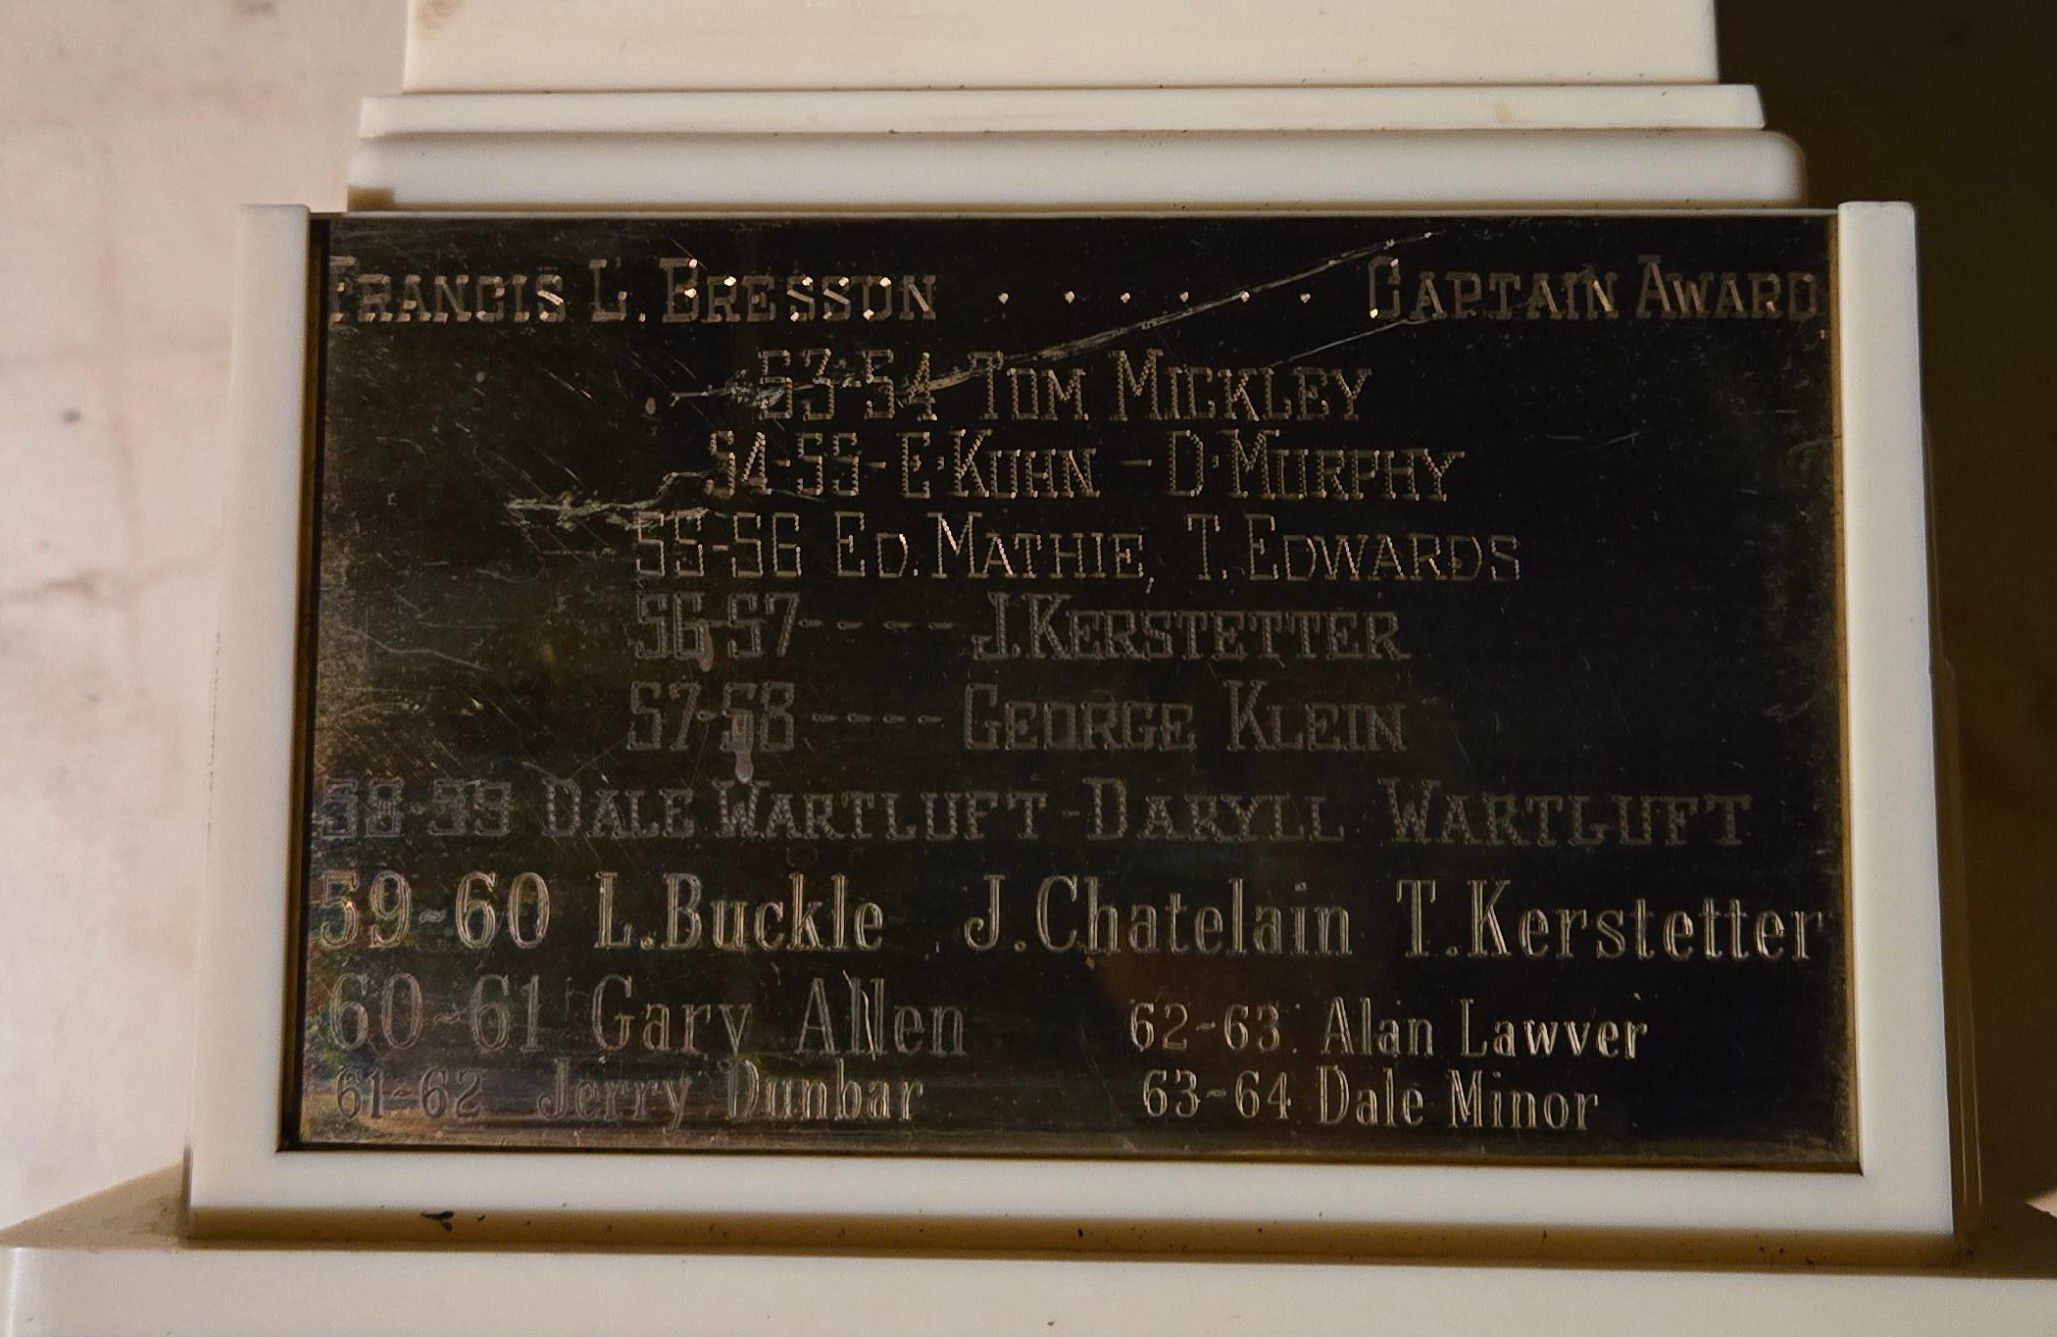 FRANCIS L. BRESSON . . . . . . CAPTAIN AWARD
53-54 TOM MICKLEY
54-55- E. KUHN - D. MURPHY
55-56 ED. MATHIE, T. EDWARDS
56-57---- J. KERSTETTER
57-58---- GEORGE KLEIN
58-59 DALE WARTLUFT - DARYLL WARTLUFT
59-60 L. Buckle J. Chatelain T. Kerstetter
60-61 Gary Allen
61-62 Jerry Dunbar
62-63 Alan Lawver
63-64 Dale Minor